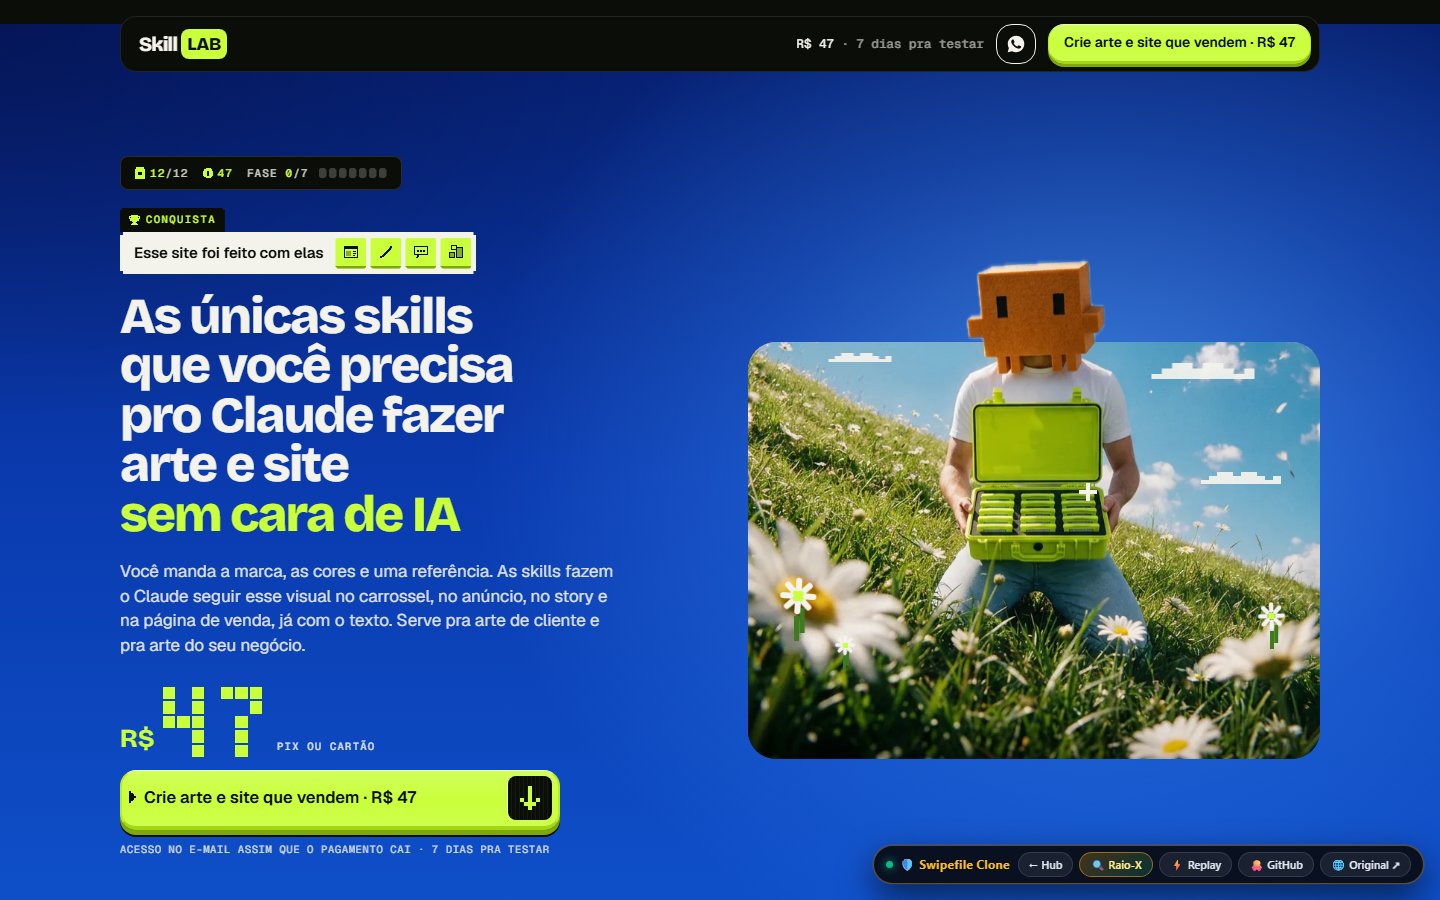 Skill LAB
R$ 47 · 7 dias pra testar
Crie arte e site que vendem · R$ 47
12/12 47 FASE 0/7
CONQUISTA
Esse site foi feito com elas
As únicas skills
que você precisa
pro Claude fazer
arte e site
sem cara de IA
Você manda a marca, as cores e uma referência. As skills fazem
o Claude seguir esse visual no carrossel, no anúncio, no story e
na página de venda, já com o texto. Serve pra arte de cliente e
pra arte do seu negócio.
R$ 47 PIX OU CARTÃO
Crie arte e site que vendem · R$ 47
ACESSO NO E-MAIL ASSIM QUE O PAGAMENTO CAI · 7 DIAS PRA TESTAR
Swipefile Clone ← Hub Raio-X Replay GitHub Original ↗